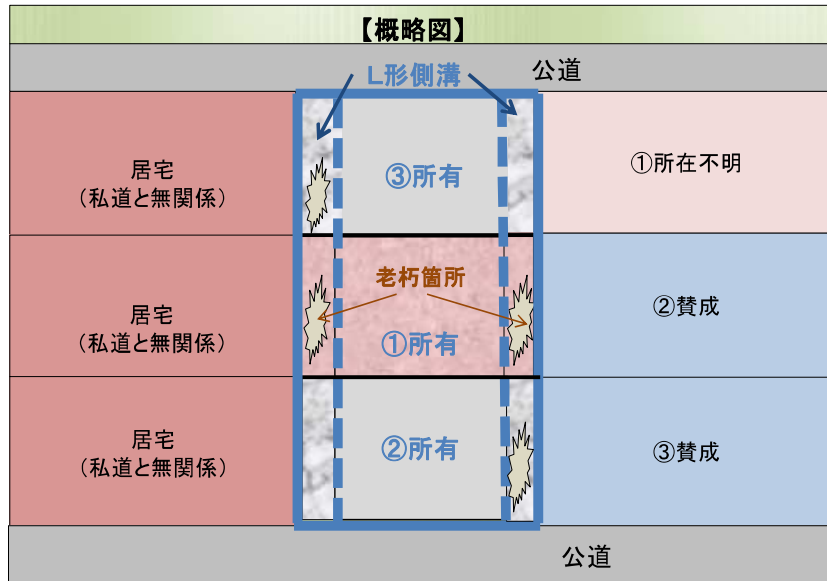 【概略図】
公道
L形側溝
居宅
(私道と無関係)
③所有
①所在不明
老朽箇所
居宅
(私道と無関係)
①所有
②賛成
居宅
(私道と無関係)
②所有
③賛成
公道